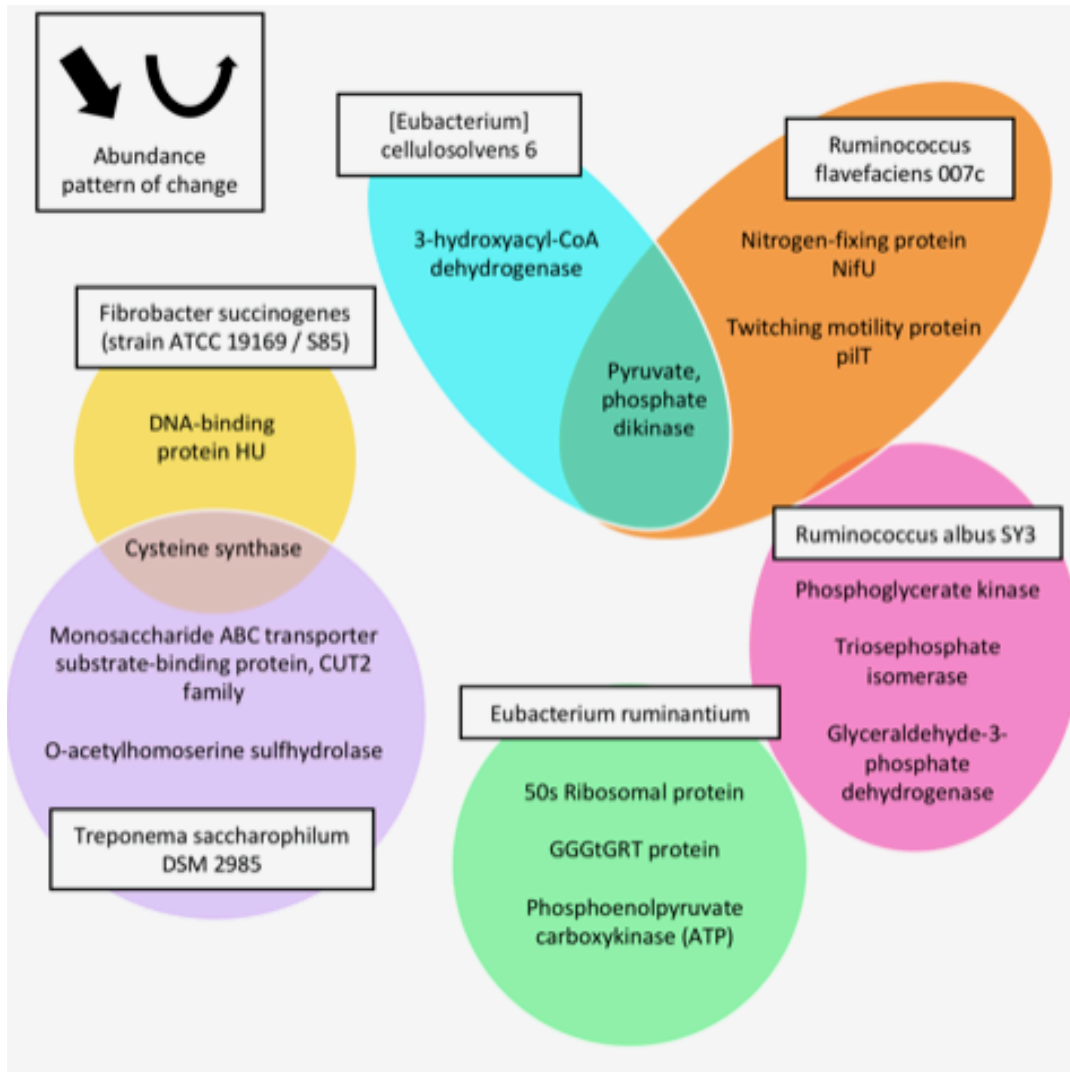 Abundance
pattern of change
[Eubacterium]
cellulosolvens 6
3-hydroxyacyl-CoA
dehydrogenase
Ruminococcus
flavefaciens 007c
Nitrogen-fixing protein
NifU
Twitching motility protein
pilT
Pyruvate,
phosphate
dikinase
Fibrobacter succinogenes
(strain ATCC 19169 / S85)
DNA-binding
protein HU
Cysteine synthase
Monosaccharide ABC transporter
substrate-binding protein, CUT2
family
O-acetylhomoserine sulfhydrolase
Treponema saccharophilum
DSM 2985
Ruminococcus albus SY3
Phosphoglycerate kinase
Triosephosphate
isomerase
Glyceraldehyde-3-
phosphate
dehydrogenase
Eubacterium ruminantium
50s Ribosomal protein
GGGtGRT protein
Phosphoenolpyruvate
carboxykinase (ATP)